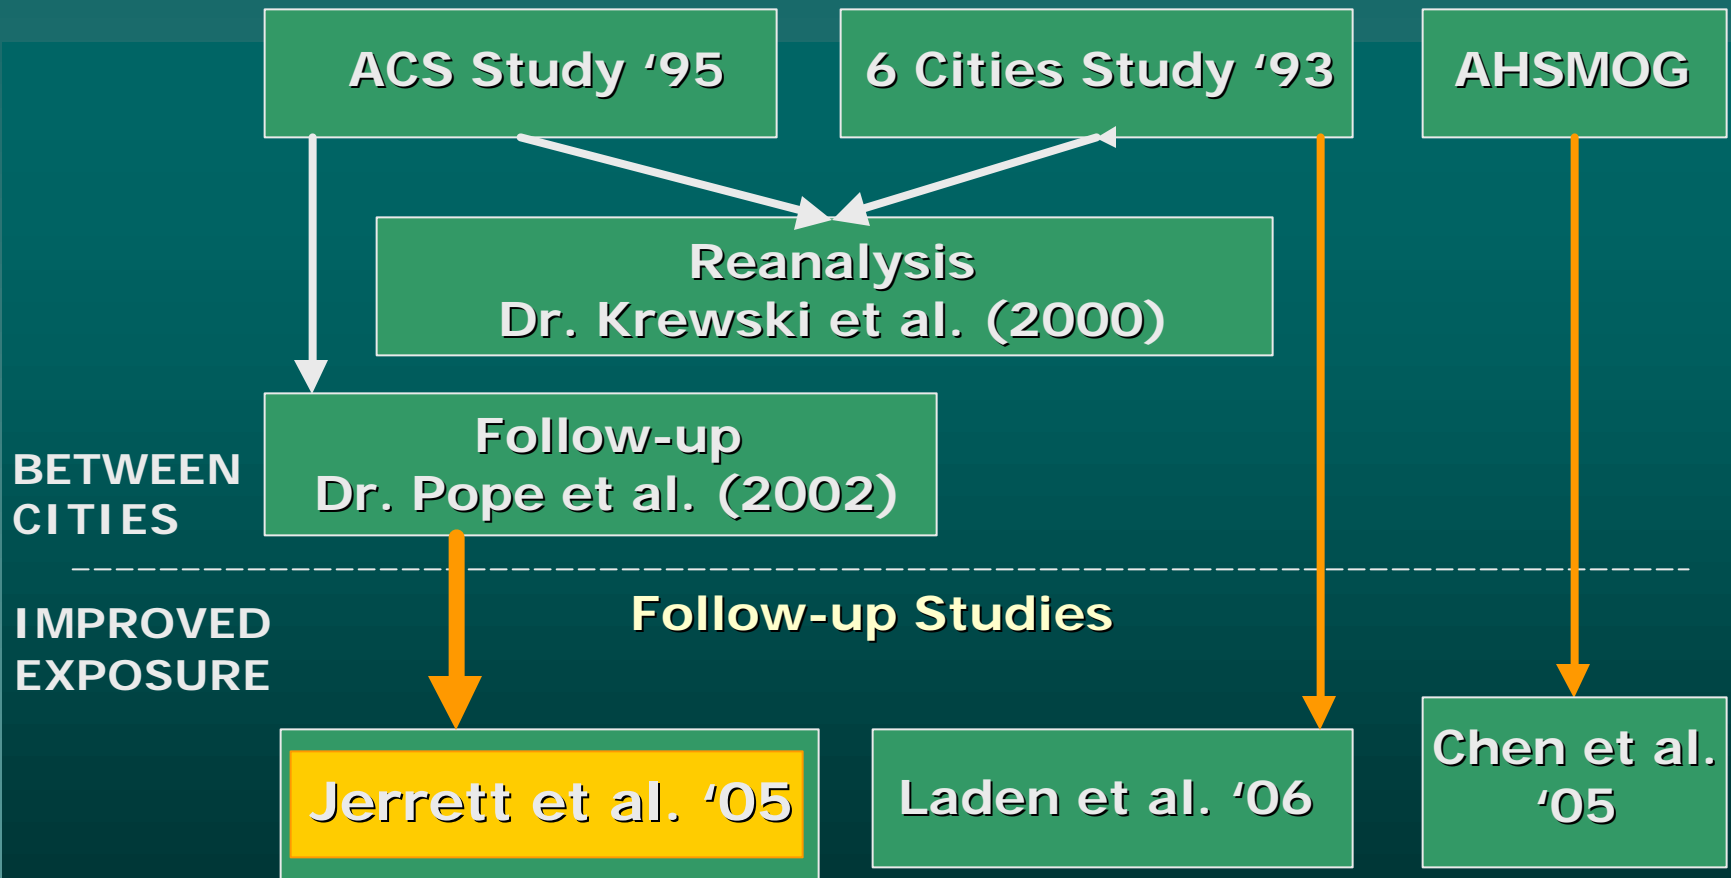 ACS Study ‘95
6 Cities Study ‘93
AHSMOG
Reanalysis
Dr. Krewski et al. (2000)
Follow-up
Dr. Pope et al. (2002)
BETWEEN
CITIES
IMPROVED
EXPOSURE
Follow-up Studies
Jerrett et al. ‘05
Laden et al. ‘06
Chen et al.
‘05